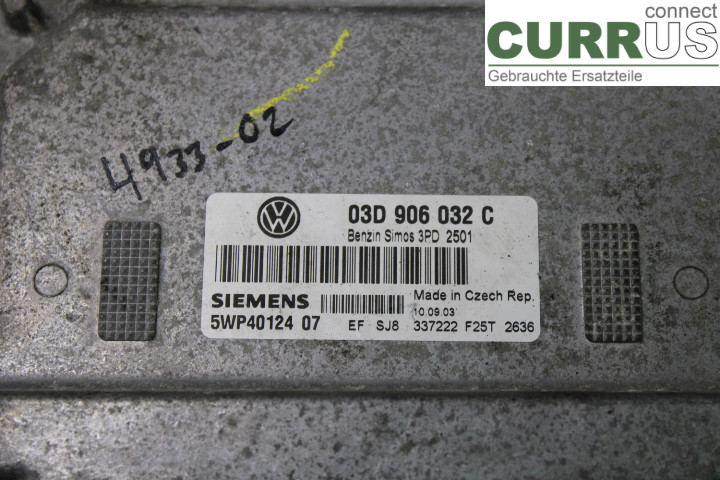 connect
CURRUS
Gebrauchte Ersatzteile
4933-02
03D 906 032 C
Benzin Simos 3PD 2501
SIEMENS
Made in Czech Rep.
10.09.03
5WP40124 07
EF SJ8 337222 F25T 2636